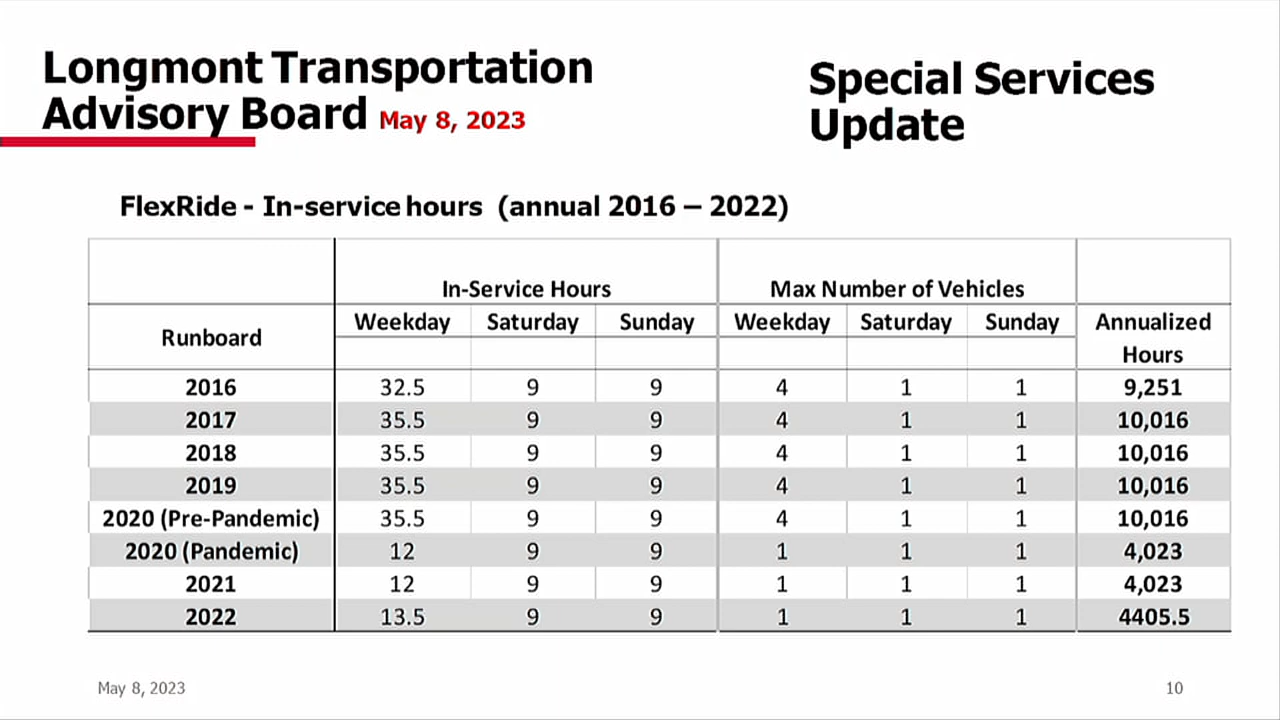 Longmont Transportation
Advisory Board May 8, 2023
Special Services
Update
FlexRide - In-service hours (annual 2016 – 2022)
In-Service Hours Max Number of Vehicles
Runboard Weekday Saturday Sunday Weekday Saturday Sunday Annualized
Hours
2016 32.5 9 9 4 1 1 9,251
2017 35.5 9 9 4 1 1 10,016
2018 35.5 9 9 4 1 1 10,016
2019 35.5 9 9 4 1 1 10,016
2020 (Pre-Pandemic) 35.5 9 9 4 1 1 10,016
2020 (Pandemic) 12 9 9 1 1 1 4,023
2021 12 9 9 1 1 1 4,023
2022 13.5 9 9 1 1 1 4405.5
May 8, 2023 10